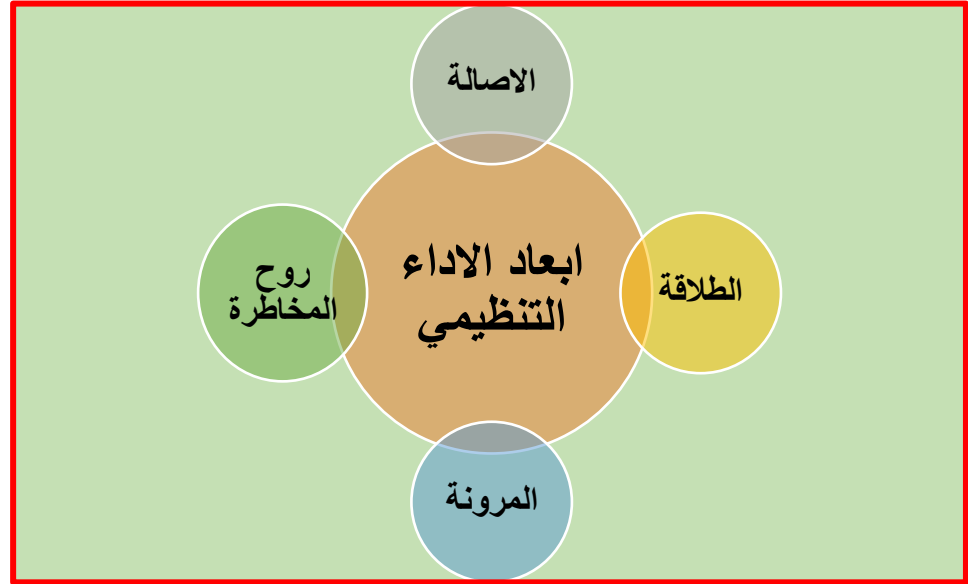 الاصالة
ابعاد الاداء
التنظيمي
الطلاقة
روح
المخاطرة
المرونة